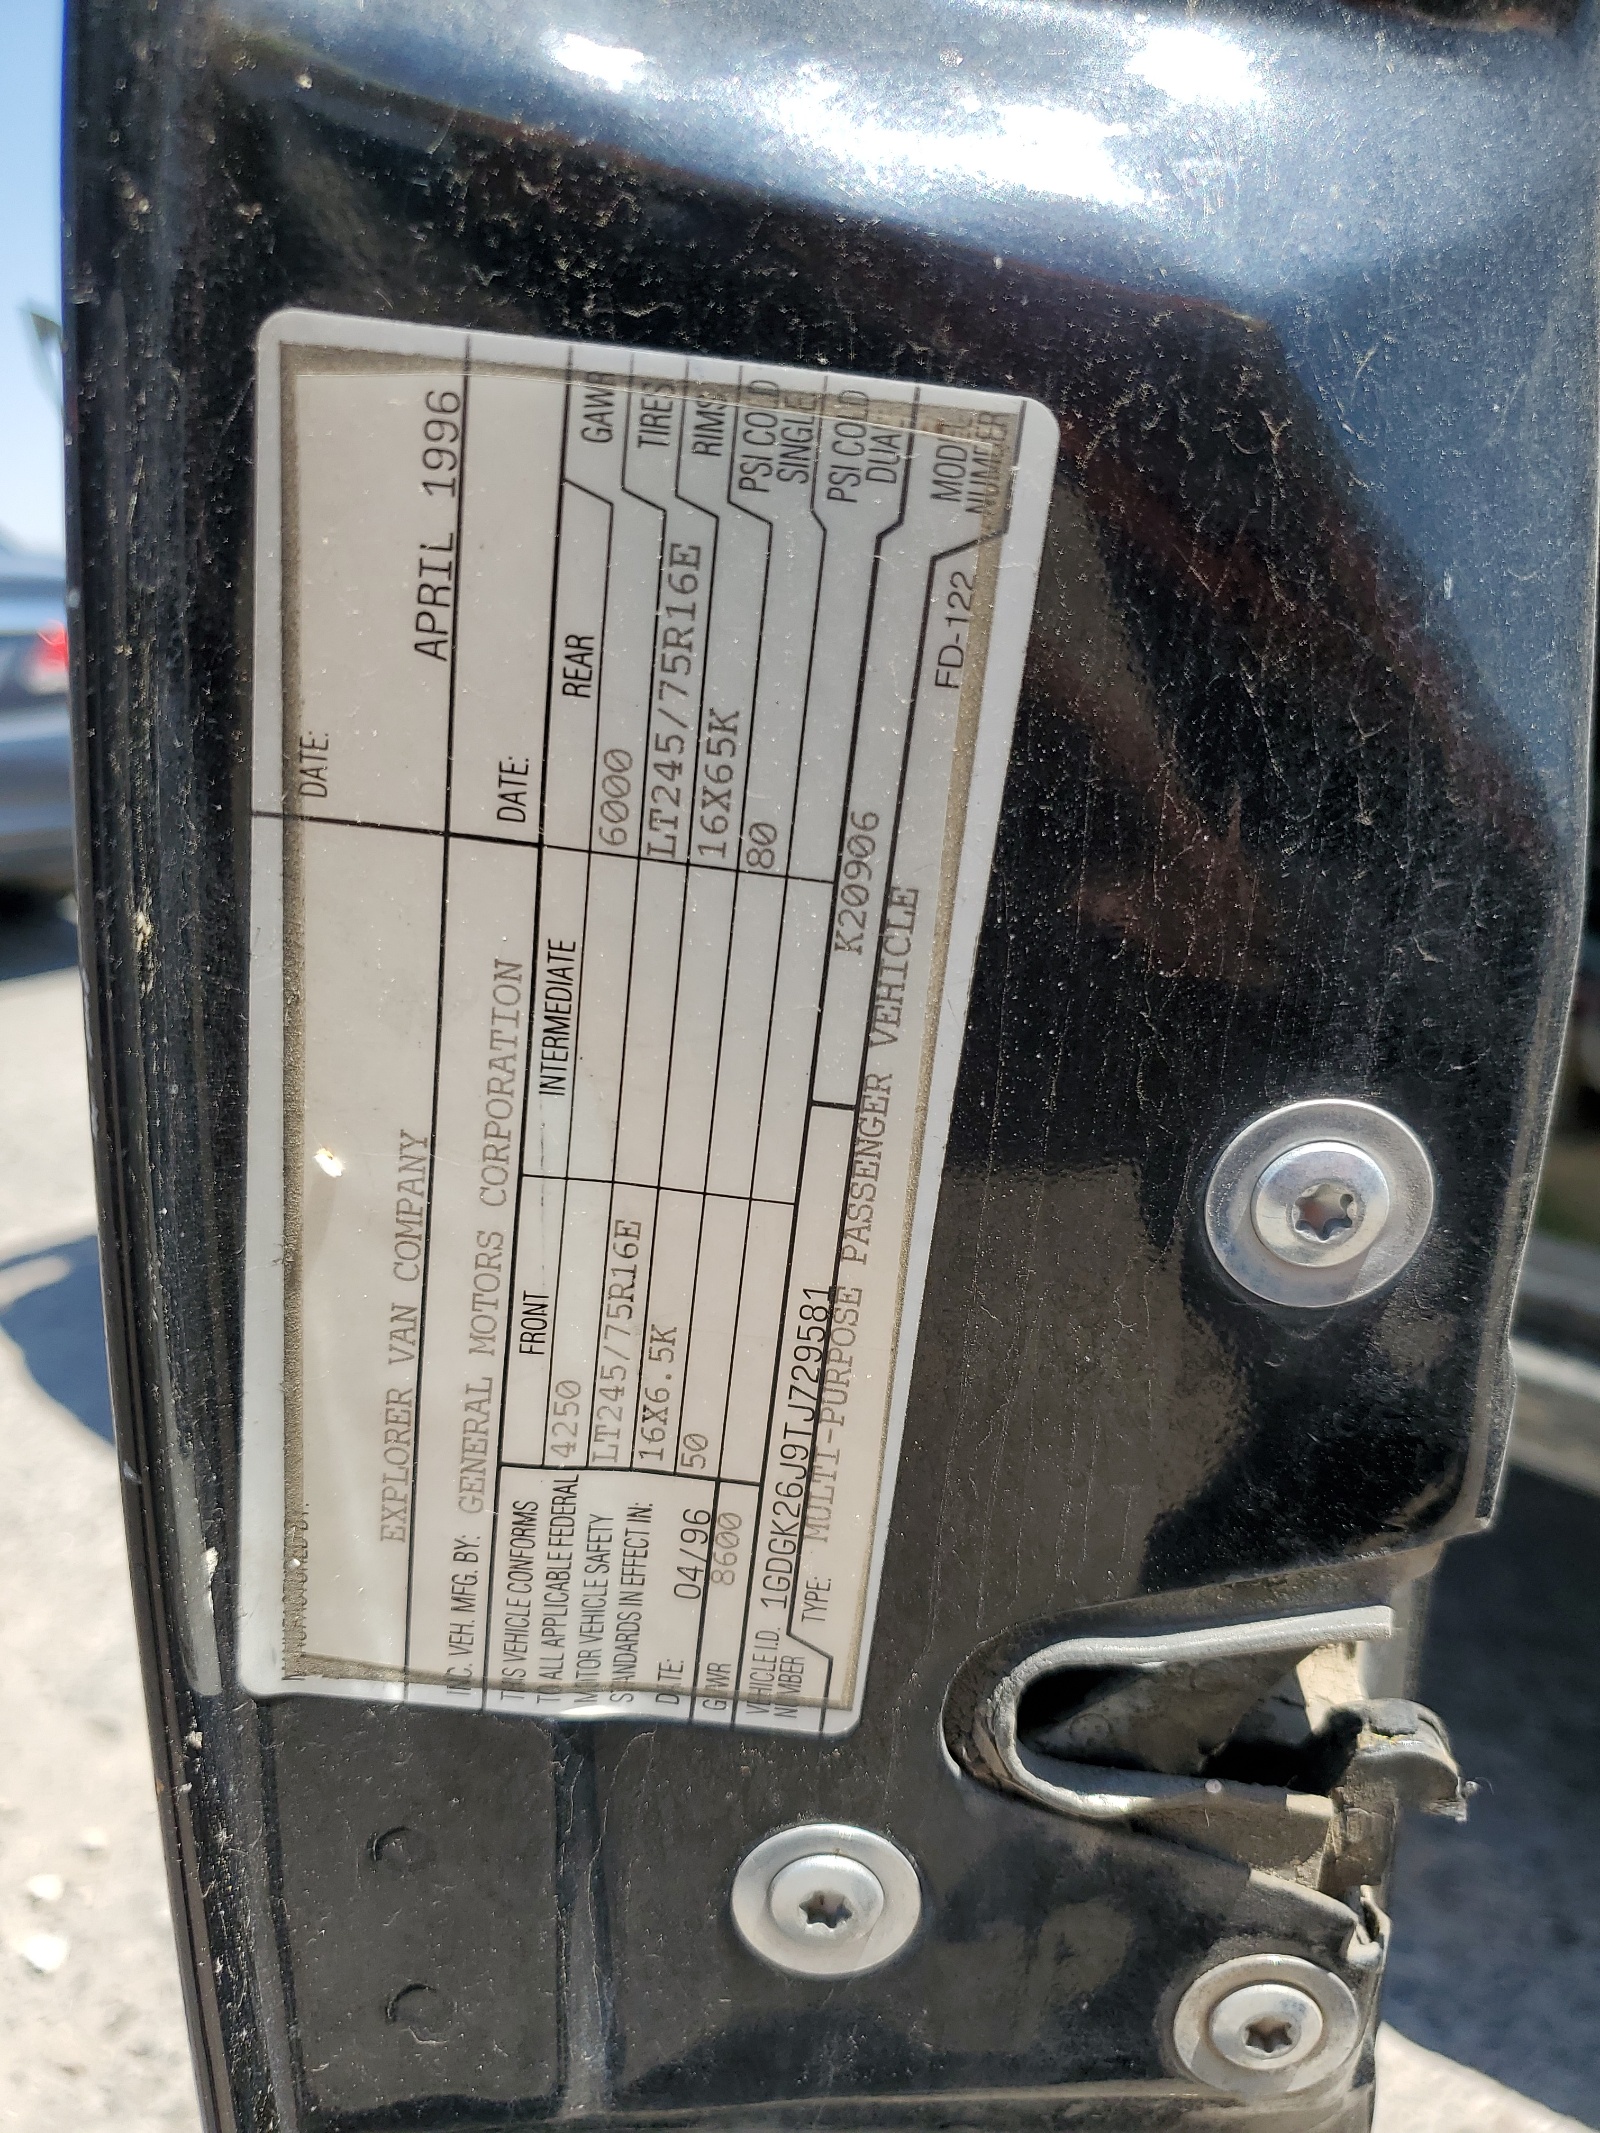 MANUFACTURED BY: DATE:
EXPLORER VAN COMPANY APRIL 1996
INC. VEH. MFG. BY: GENERAL MOTORS CORPORATION DATE:
THIS VEHICLE CONFORMS
TO ALL APPLICABLE FEDERAL
MOTOR VEHICLE SAFETY
STANDARDS IN EFFECT IN:
DATE: 04/96
GVWR 8600
FRONT INTERMEDIATE REAR
4250 6000 GAWR
LT245/75R16E LT245/75R16E TIRES
16X6.5K 16X65K RIMS
50 80 PSI COLD SINGLE
PSI COLD DUAL
VEHICLE I.D. NUMBER 1GDGK26J9TJ729581 K20906 MODEL NUMBER
TYPE: MULTI-PURPOSE PASSENGER VEHICLE
FD-122